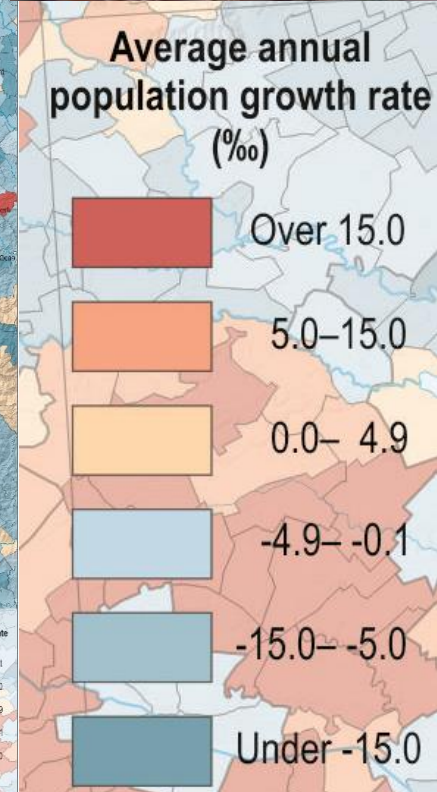 Average annual
population growth rate
(‰)
Over 15.0
5.0–15.0
0.0– 4.9
-4.9– -0.1
-15.0– -5.0
Under -15.0